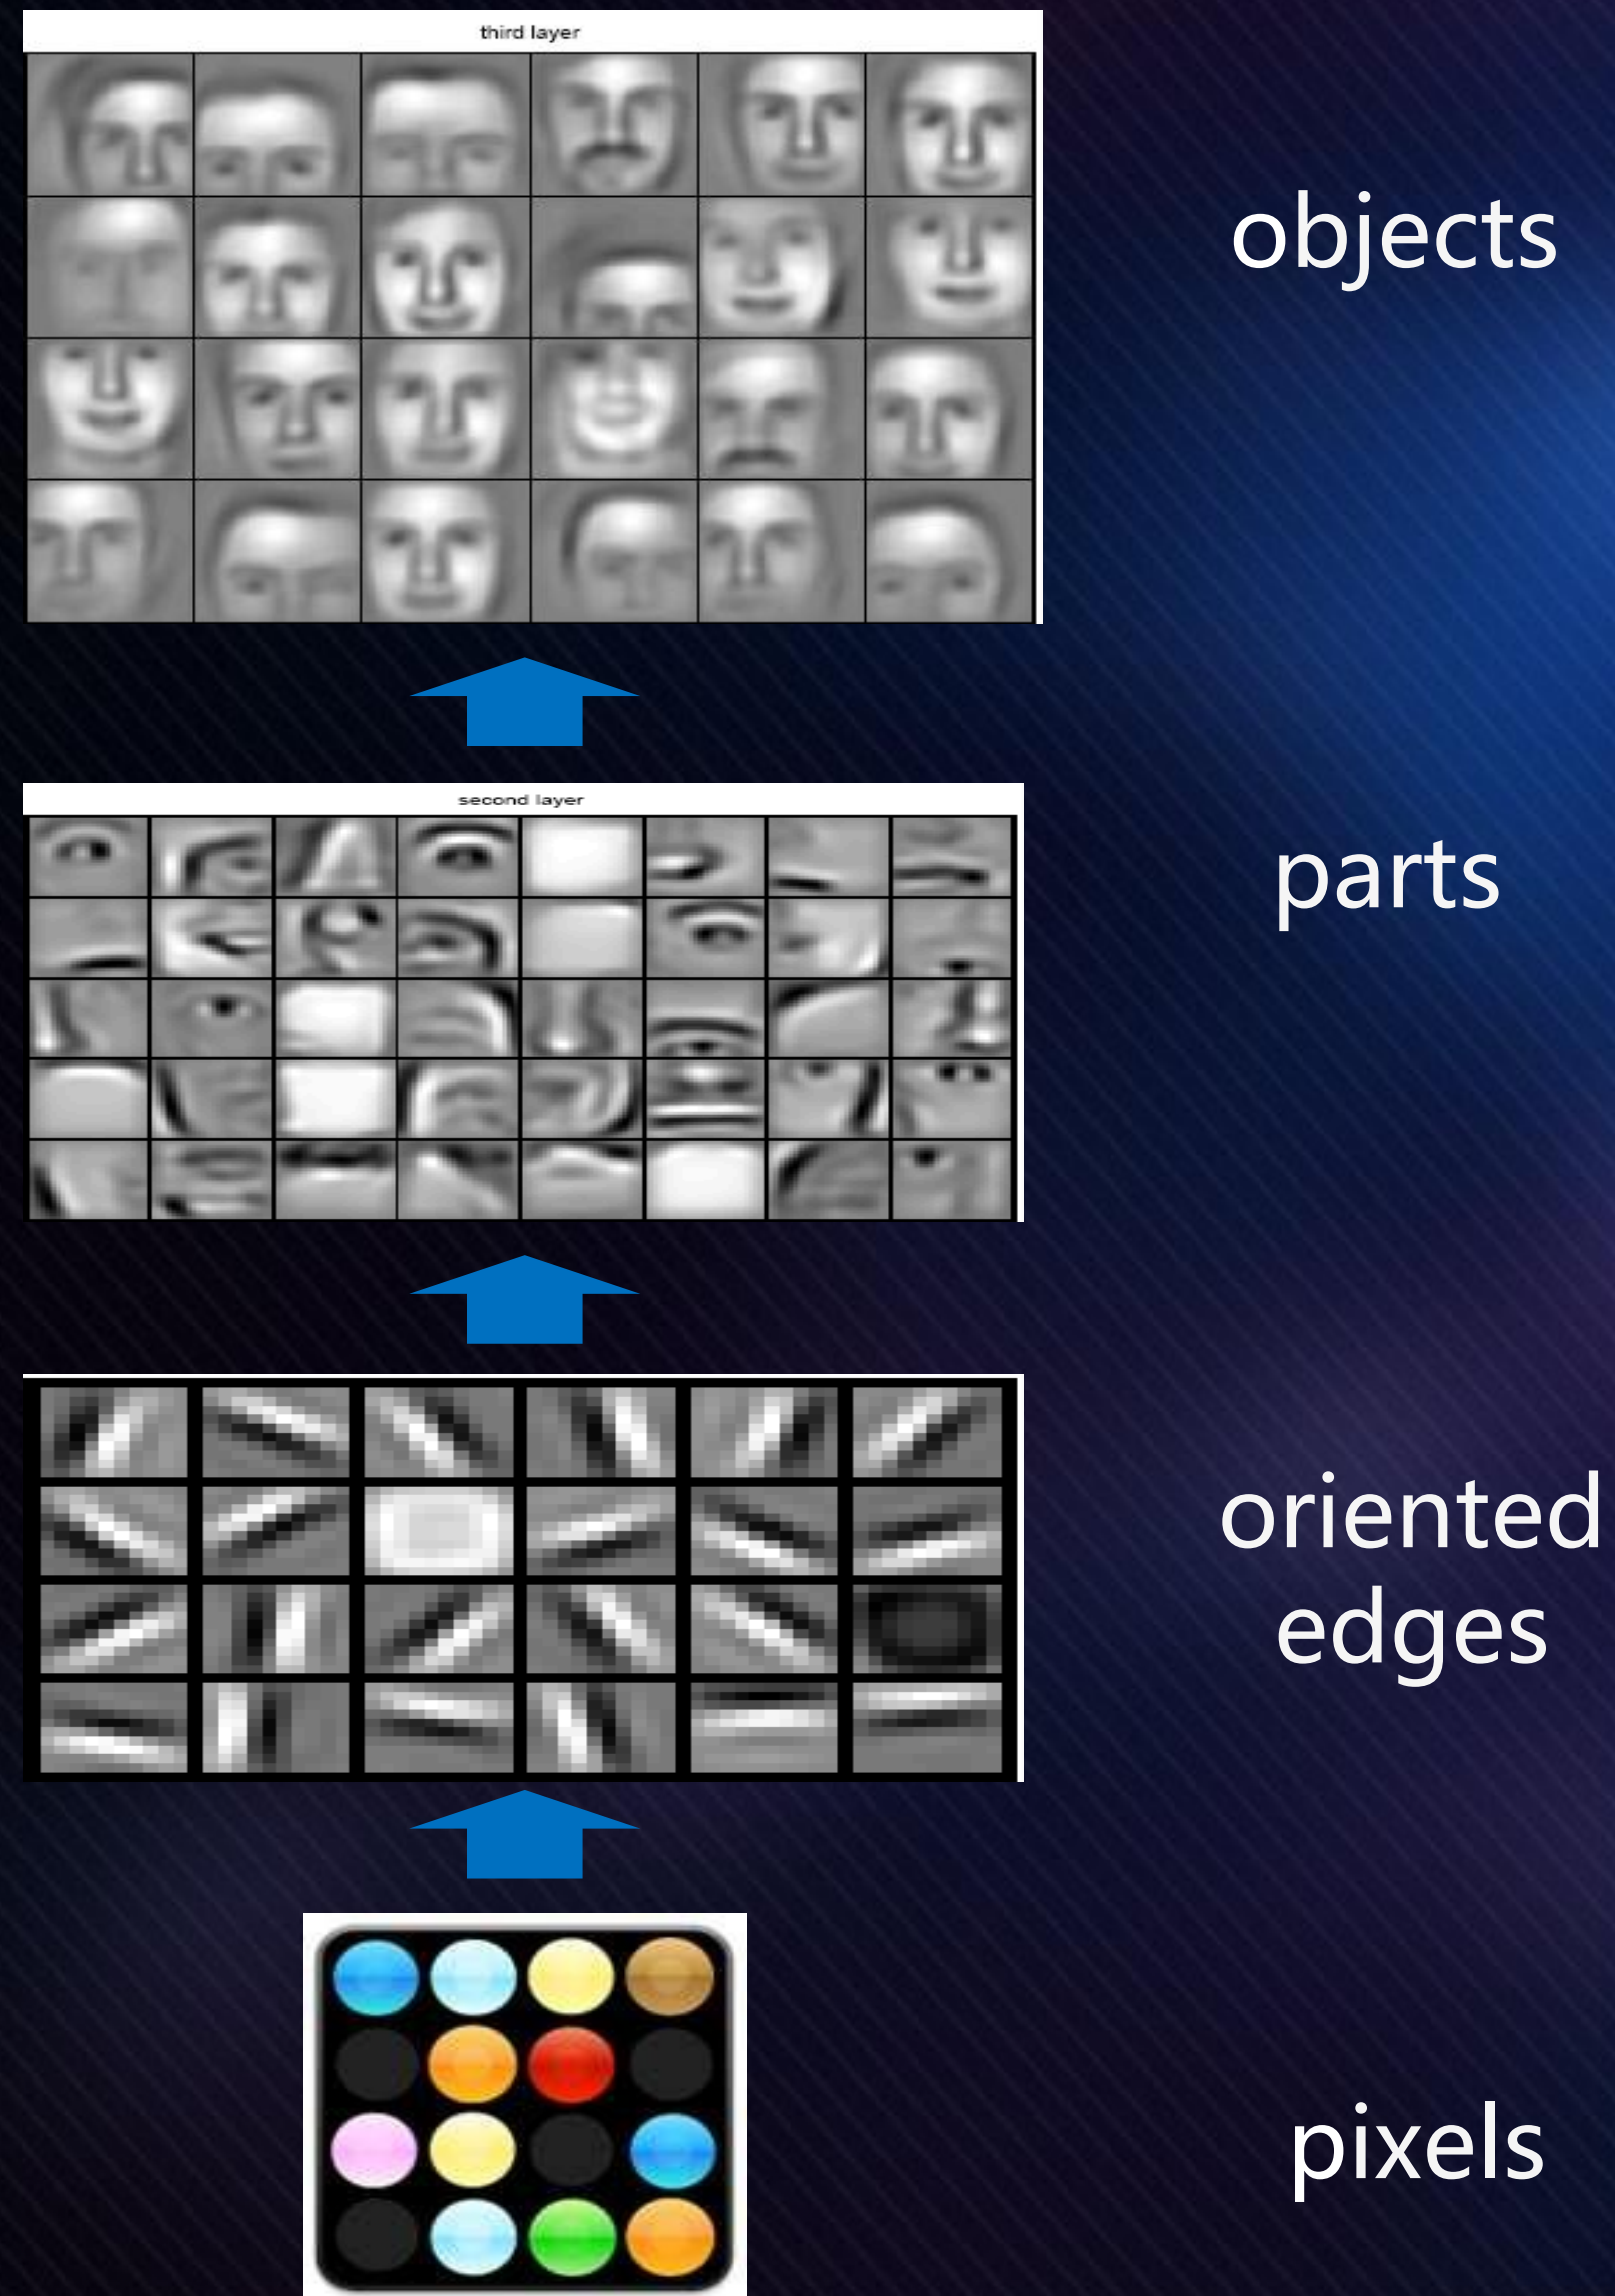 third layer
objects
second layer
parts
oriented
edges
pixels